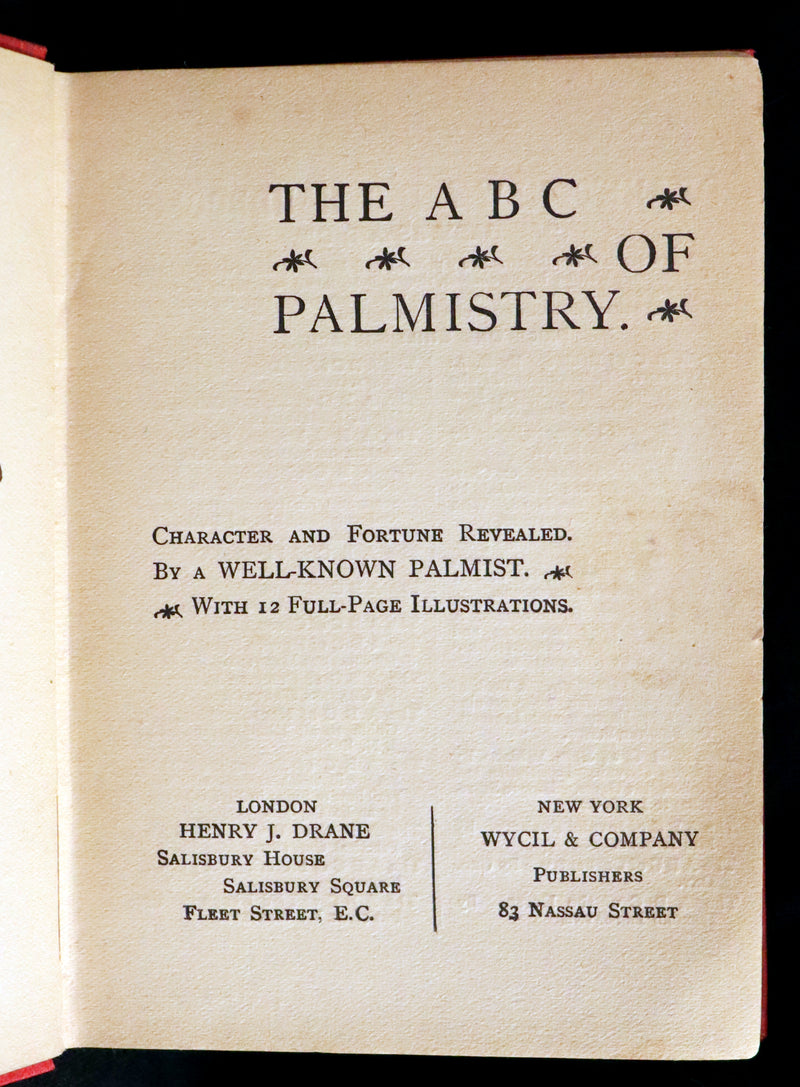 THE A B C
OF
PALMISTRY.
CHARACTER AND FORTUNE REVEALED.
BY A WELL-KNOWN PALMIST.
WITH 12 FULL-PAGE ILLUSTRATIONS.
LONDON
HENRY J. DRANE
SALISBURY HOUSE
SALISBURY SQUARE
FLEET STREET, E.C.
NEW YORK
WYCIL & COMPANY
PUBLISHERS
83 NASSAU STREET